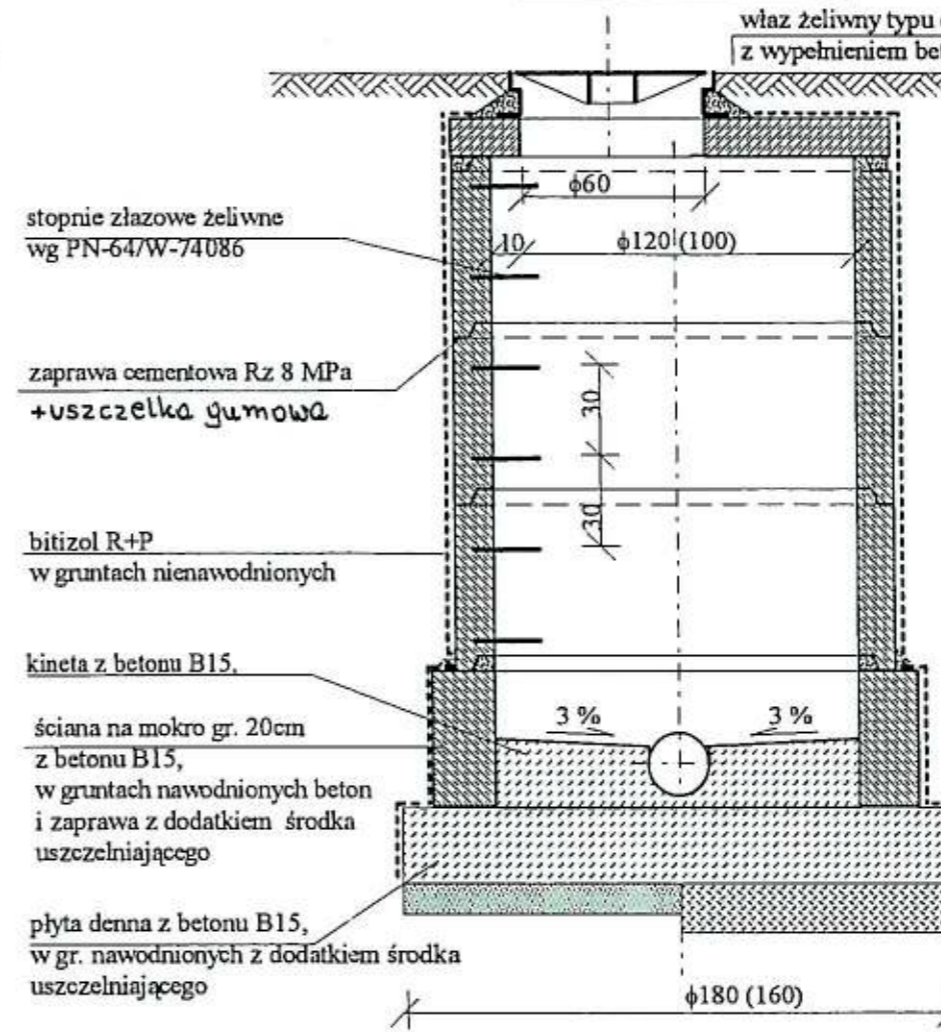 właz żeliwny typu
z wypełnieniem
ϕ60
stopnie złazowe żeliwne
wg PN-64/W-74086
10
ϕ120 (100)
zaprawa cementowa Rz 8 MPa
+uszczelka gumowa
30
30
bitizol R+P
w gruntach nienawodnionych
kineta z betonu B15,
3 %
3 %
ściana na mokro gr. 20cm
z betonu B15,
w gruntach nawodnionych beton
i zaprawa z dodatkiem środka
uszczelniającego
płyta denna z betonu B15,
w gr. nawodnionych z dodatkiem środka
uszczelniającego
ϕ180 (160)